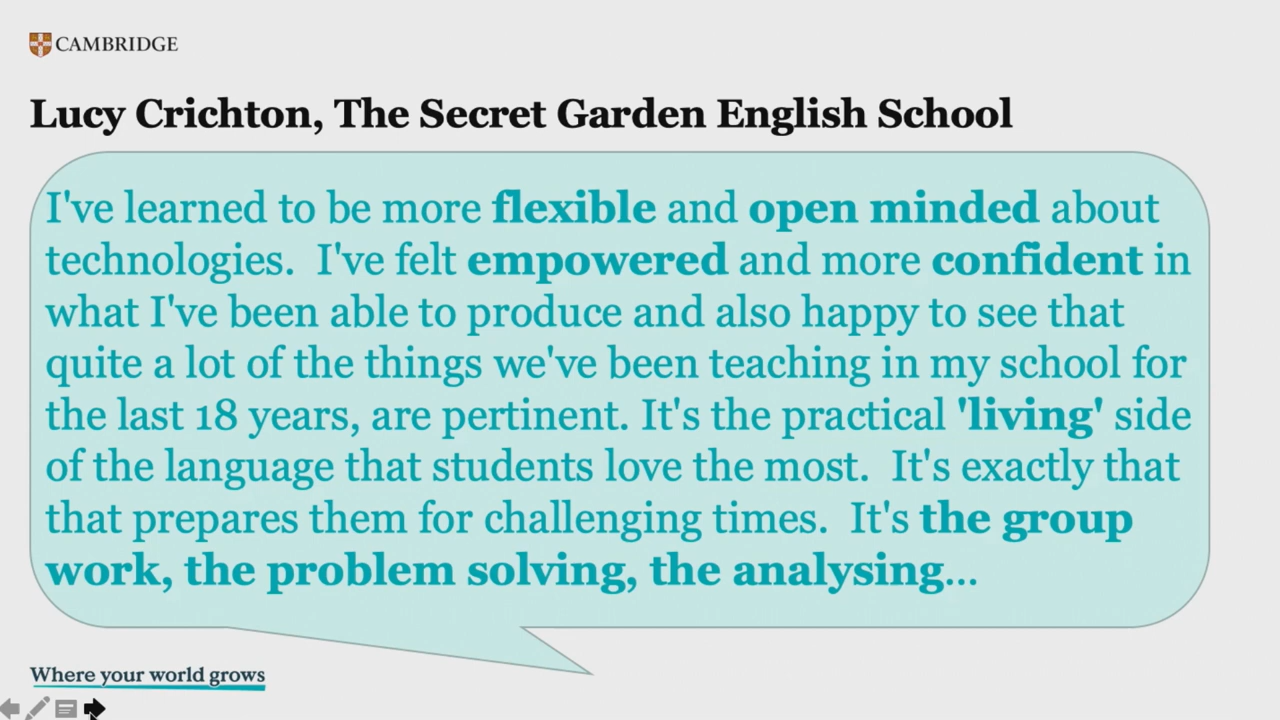 CAMBRIDGE
Lucy Crichton, The Secret Garden English School
I've learned to be more flexible and open minded about
technologies.  I've felt empowered and more confident in
what I've been able to produce and also happy to see that
quite a lot of the things we've been teaching in my school for
the last 18 years, are pertinent. It's the practical 'living' side
of the language that students love the most.  It's exactly that
that prepares them for challenging times.  It's the group
work, the problem solving, the analysing...
Where your world grows